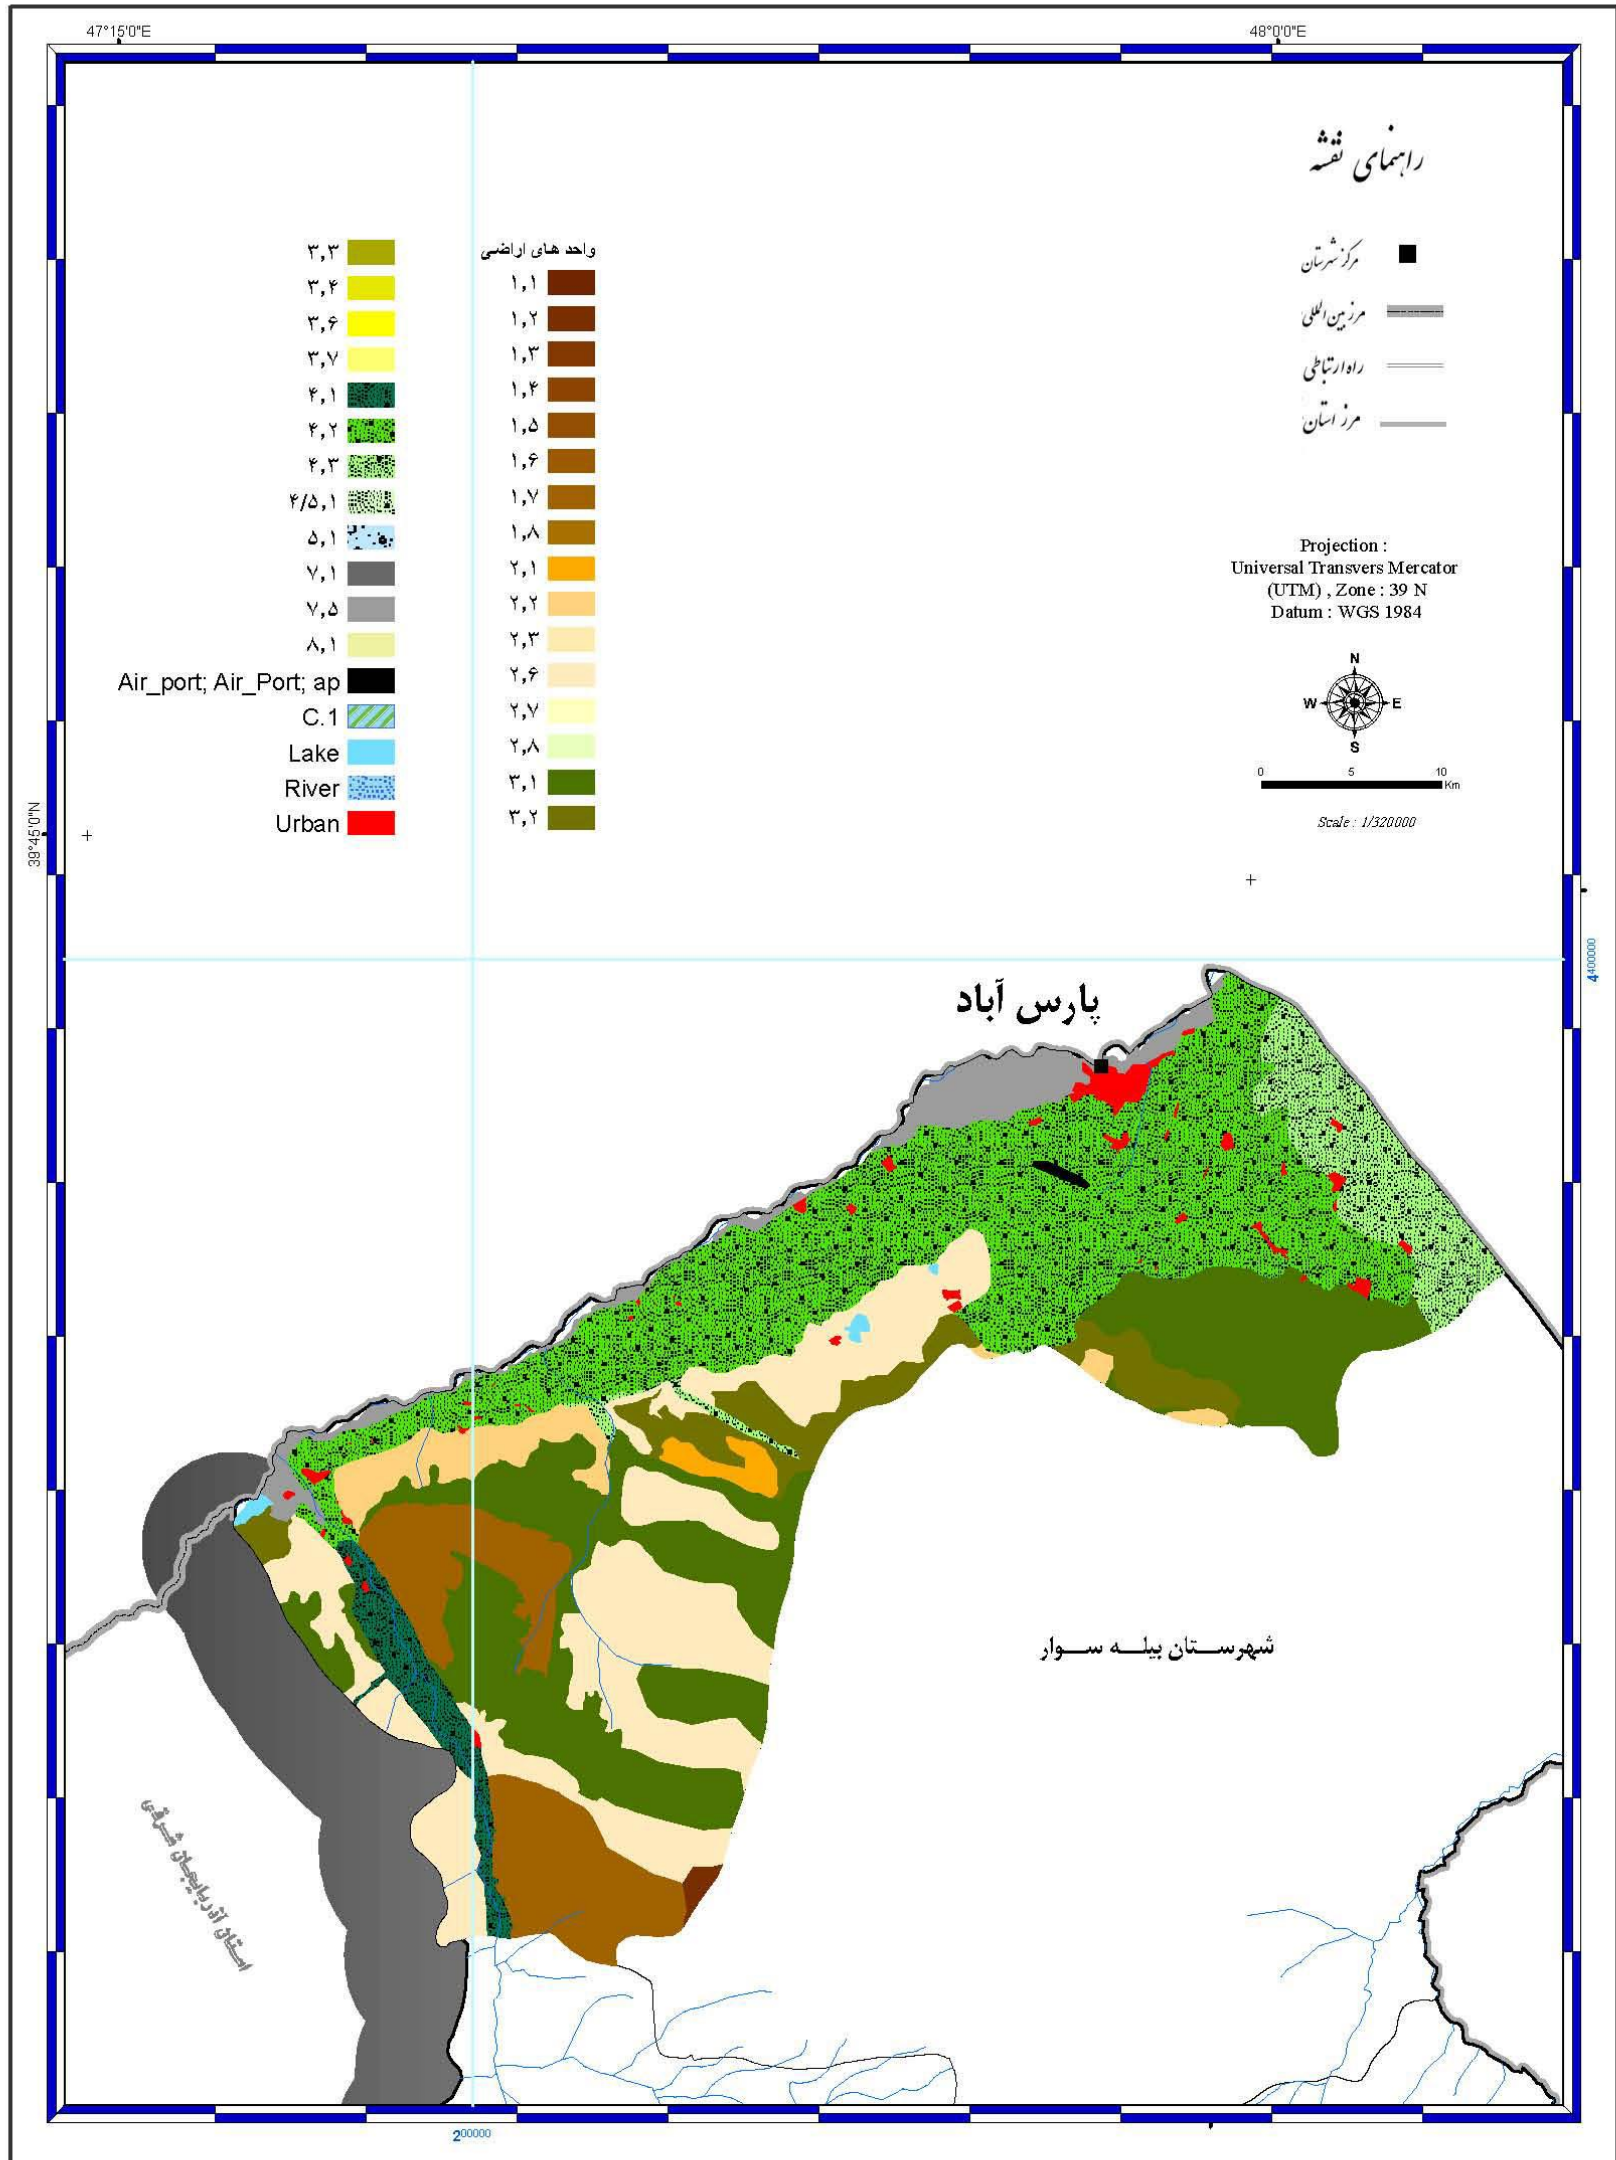 47°15'0"E
48°0'0"E
راهنمای نقشه
مرکز شهرستان
مرز بین المللی
راه ارتباطی
مرز استان
واحد های اراضی
۱,۱
۱,۲
۱,۳
۱,۴
۱,۵
۱,۶
۱,۷
۱,۸
۲,۱
۲,۲
۲,۳
۲,۶
۲,۷
۲,۸
۳,۱
۳,۲
۳,۳
۳,۴
۳,۶
۳,۷
۴,۱
۴,۲
۴,۳
۴/۵,۱
۵,۱
۷,۱
۷,۵
۸,۱
Air_port; Air_Port; ap
C.1
Lake
River
Urban
Projection :
Universal Transvers Mercator
(UTM) , Zone : 39 N
Datum : WGS 1984
N
W E
S
0 5 10
Km
Scale : 1/320000
39°45'0"N
4400000
پارس آباد
شهرستان بیله سوار
استان آذربایجان شرقی
200000